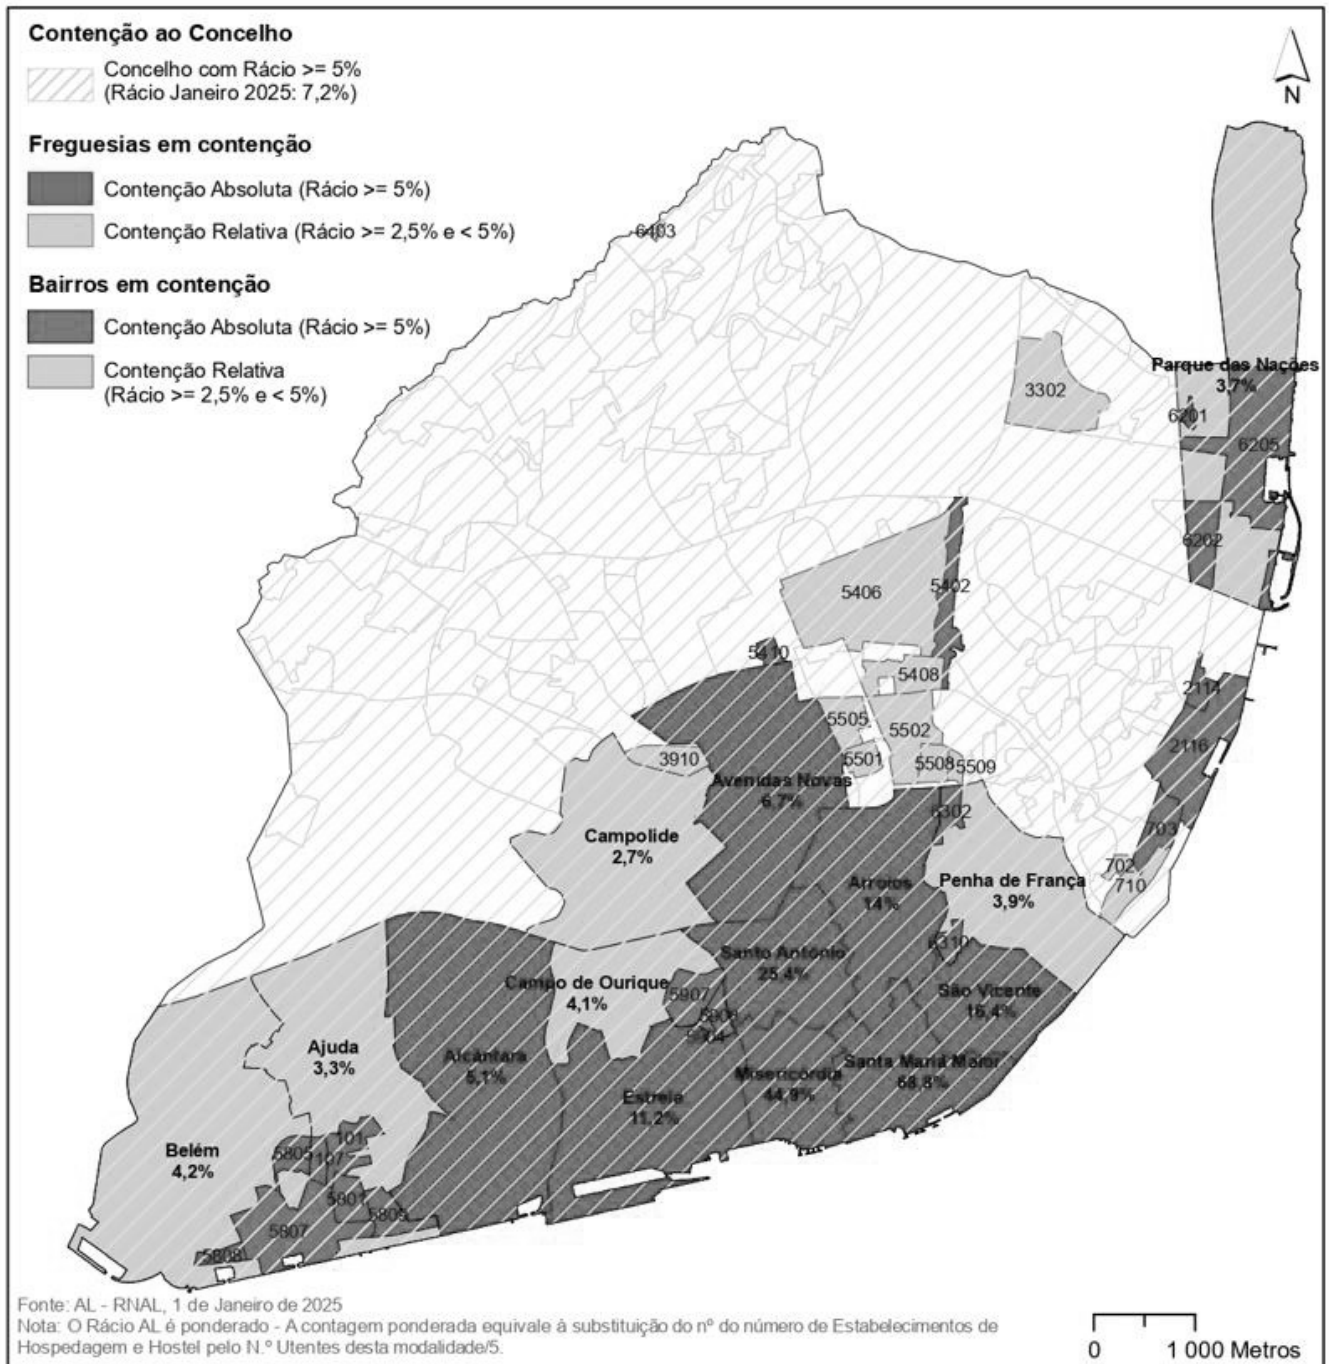 Contenção ao Concelho
Concelho com Rácio >= 5%
(Rácio Janeiro 2025: 7,2%)
Freguesias em contenção
Contenção Absoluta (Rácio >= 5%)
Contenção Relativa (Rácio >= 2,5% e < 5%)
Bairros em contenção
Contenção Absoluta (Rácio >= 5%)
Contenção Relativa
(Rácio >= 2,5% e < 5%)
N
6403
Parque das Nações
3,7%
3302
6201
6205
6202
5406
5402
5410
5408
2114
5505
5502
2116
3910
5501
5508
5509
Avenidas Novas
6,7%
6302
703
Campolide
2,7%
702
710
Arroios
14%
Penha de França
3,9%
6310
Santo António
25,4%
Campo de Ourique
4,1%
5907
São Vicente
16,4%
Ajuda
3,3%
Alcântara
5,1%
Santa Maria Maior
68,8%
Misericórdia
44,9%
Estrela
11,2%
101
107
Belém
4,2%
5801
5807
5808
Fonte: AL - RNAL, 1 de Janeiro de 2025
Nota: O Rácio AL é ponderado - A contagem ponderada equivale à substituição do nº do número de Estabelecimentos de
Hospedagem e Hostel pelo N.º Utentes desta modalidade/5.
0 1 000 Metros